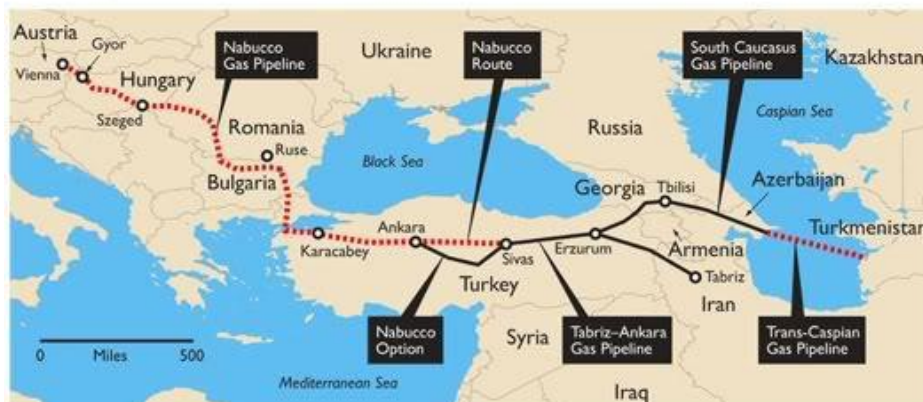 Austria
Gyor
Vienna
Hungary
Szeged
Nabucco
Gas Pipeline
Ukraine
Nabucco
Route
South Caucasus
Gas Pipeline
Kazakhstan
Caspian Sea
Romania
Ruse
Russia
Black Sea
Bulgaria
Georgia
Tbilisi
Azerbaijan
Turkmenistan
Karacabey
Ankara
Sivas
Erzurum
Armenia
Tabriz
Turkey
Iran
Nabucco
Option
Syria
Tabriz–Ankara
Gas Pipeline
Trans-Caspian
Gas Pipeline
0
Miles
500
Mediterranean Sea
Iraq